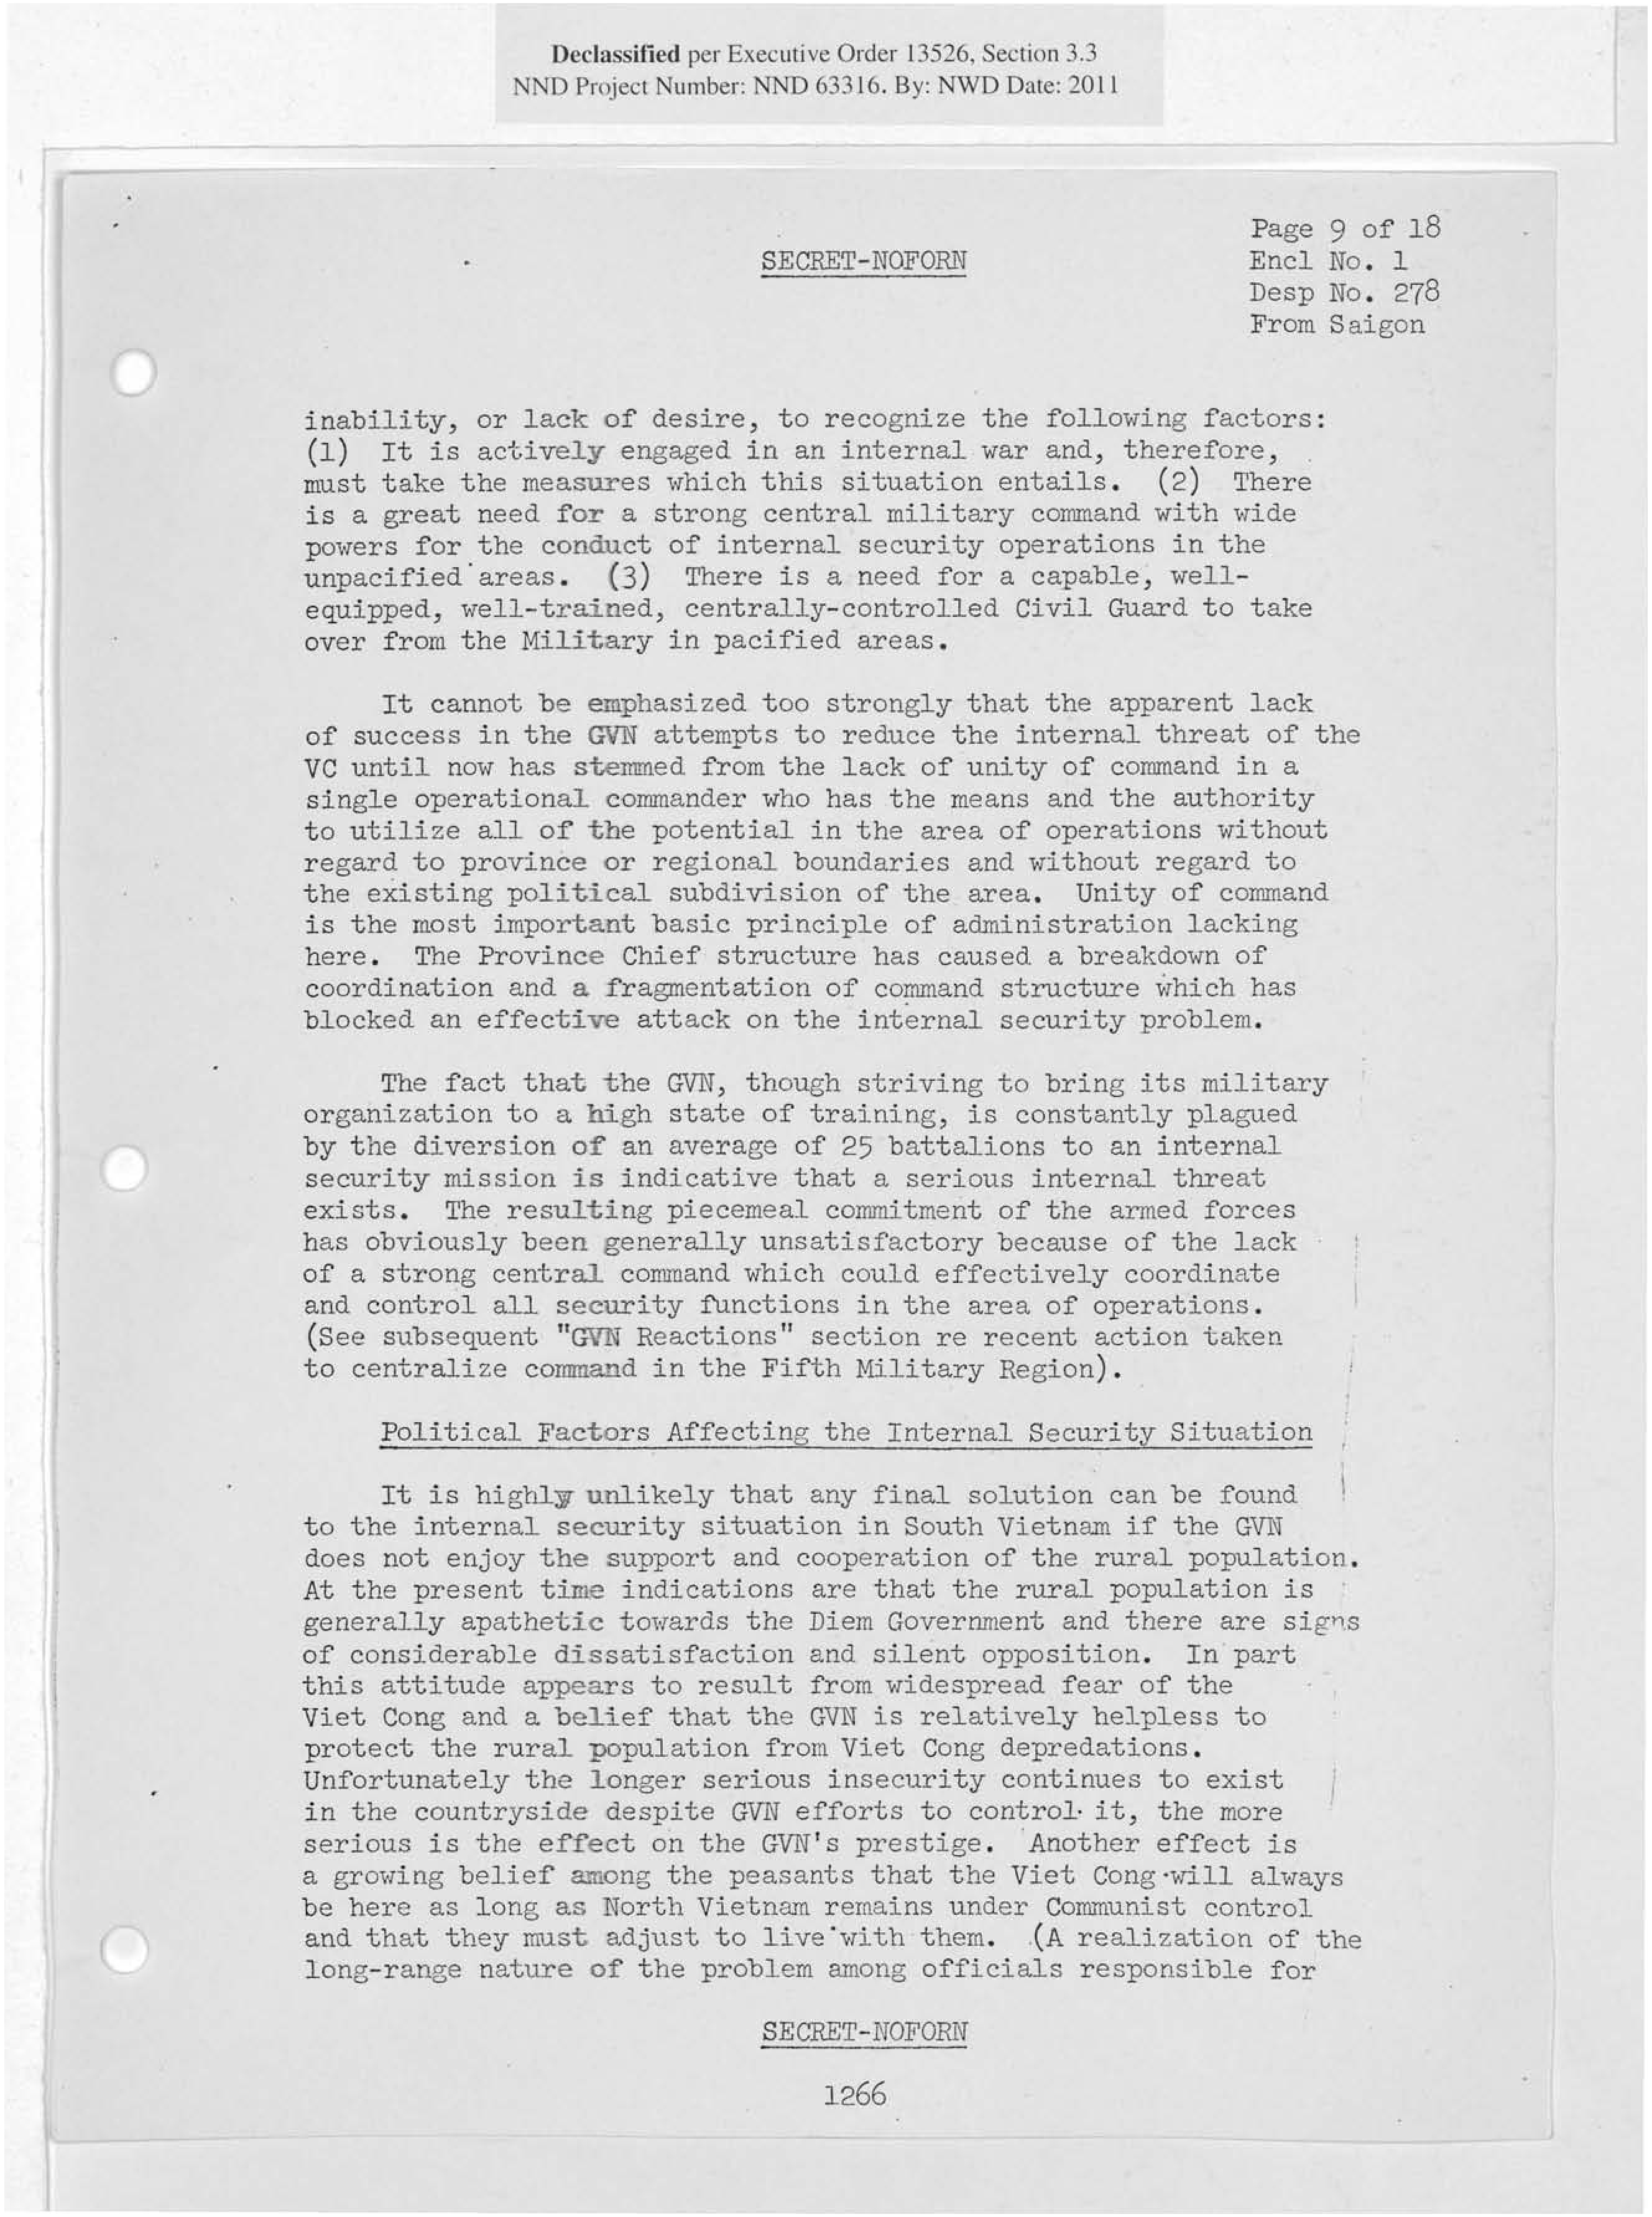 Declassified per Executive Order 13526, Section 3.3
NND Project Number: NND 63316. By: NWD Date: 2011
Page 9 of 18
SECRET-NOFORN
Encl No. 1
Desp No. 278
From Saigon
inability, or lack of desire, to recognize the following factors:
(1) It is actively engaged in an internal war and, therefore,
must take the measures which this situation entails. (2) There
is a great need for a strong central military command with wide
powers for the conduct of internal security operations in the
unpacified areas. (3) There is a need for a capable, well-
equipped, well-trained, centrally-controlled Civil Guard to take
over from the Military in pacified areas.
It cannot be emphasized too strongly that the apparent lack
of success in the GVN attempts to reduce the internal threat of the
VC until now has stemmed from the lack of unity of command in a
single operational commander who has the means and the authority
to utilize all of the potential in the area of operations without
regard to province or regional boundaries and without regard to
the existing political subdivision of the area. Unity of command
is the most important basic principle of administration lacking
here. The Province Chief structure has caused a breakdown of
coordination and a fragmentation of command structure which has
blocked an effective attack on the internal security problem.
The fact that the GVN, though striving to bring its military
organization to a high state of training, is constantly plagued
by the diversion of an average of 25 battalions to an internal
security mission is indicative that a serious internal threat
exists. The resulting piecemeal commitment of the armed forces
has obviously been generally unsatisfactory because of the lack
of a strong central command which could effectively coordinate
and control all security functions in the area of operations.
(See subsequent "GVN Reactions" section re recent action taken
to centralize command in the Fifth Military Region).
Political Factors Affecting the Internal Security Situation
It is highly unlikely that any final solution can be found
to the internal security situation in South Vietnam if the GVN
does not enjoy the support and cooperation of the rural population.
At the present time indications are that the rural population is
generally apathetic towards the Diem Government and there are signs
of considerable dissatisfaction and silent opposition. In part
this attitude appears to result from widespread fear of the
Viet Cong and a belief that the GVN is relatively helpless to
protect the rural population from Viet Cong depredations.
Unfortunately the longer serious insecurity continues to exist
in the countryside despite GVN efforts to control it, the more
serious is the effect on the GVN's prestige. Another effect is
a growing belief among the peasants that the Viet Cong will always
be here as long as North Vietnam remains under Communist control
and that they must adjust to live with them. (A realization of the
long-range nature of the problem among officials responsible for
SECRET-NOFORN
1266